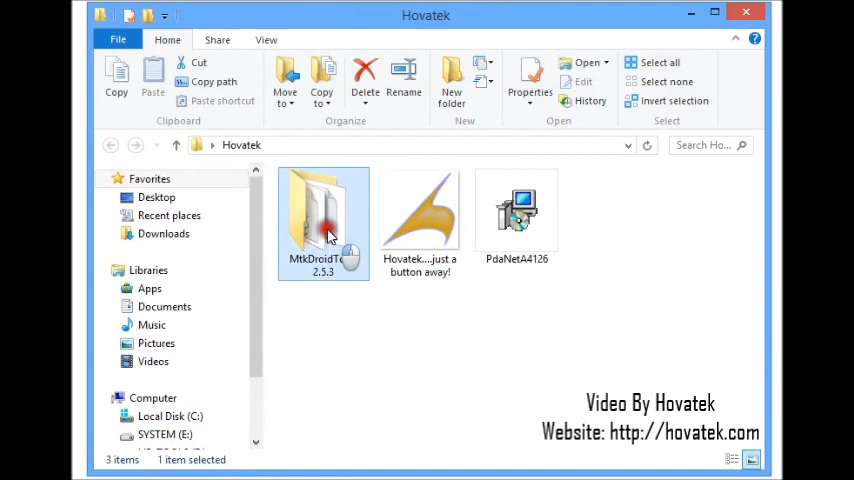 Hovatek
File
Home
Share
View
Copy
Paste
Cut
Copy path
Paste shortcut
Clipboard
Move to
Copy to
Delete
Rename
Organize
New folder
New
Properties
Open
Edit
History
Open
Select all
Select none
Invert selection
Select
Hovatek
Search Ho...
Favorites
Desktop
Recent places
Downloads
Libraries
Apps
Documents
Music
Pictures
Videos
Computer
Local Disk (C:)
SYSTEM (E:)
2.5.3
Hovatek....just a
button away!
PdaNetA4126
Video By Hovatek
Website: http://hovatek.com
3 items
1 item selected